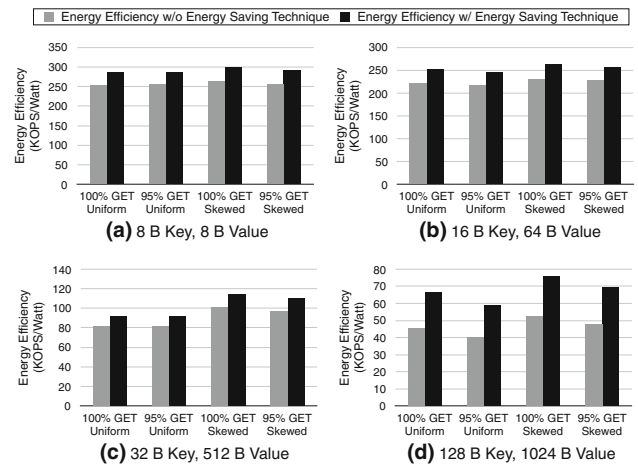 Energy Efficiency w/o Energy Saving Technique
Energy Efficiency w/ Energy Saving Technique
Energy Efficiency
(KOPS/Watt)
350
300
250
200
150
100
50
0
100% GET
Uniform
95% GET
Uniform
100% GET
Skewed
95% GET
Skewed
(a) 8 B Key, 8 B Value
Energy Efficiency
(KOPS/Watt)
300
250
200
150
100
50
0
100% GET
Uniform
95% GET
Uniform
100% GET
Skewed
95% GET
Skewed
(b) 16 B Key, 64 B Value
Energy Efficiency
(KOPS/Watt)
140
120
100
80
60
40
20
0
100% GET
Uniform
95% GET
Uniform
100% GET
Skewed
95% GET
Skewed
(c) 32 B Key, 512 B Value
Energy Efficiency
(KOPS/Watt)
80
70
60
50
40
30
20
10
0
100% GET
Uniform
95% GET
Uniform
100% GET
Skewed
95% GET
Skewed
(d) 128 B Key, 1024 B Value